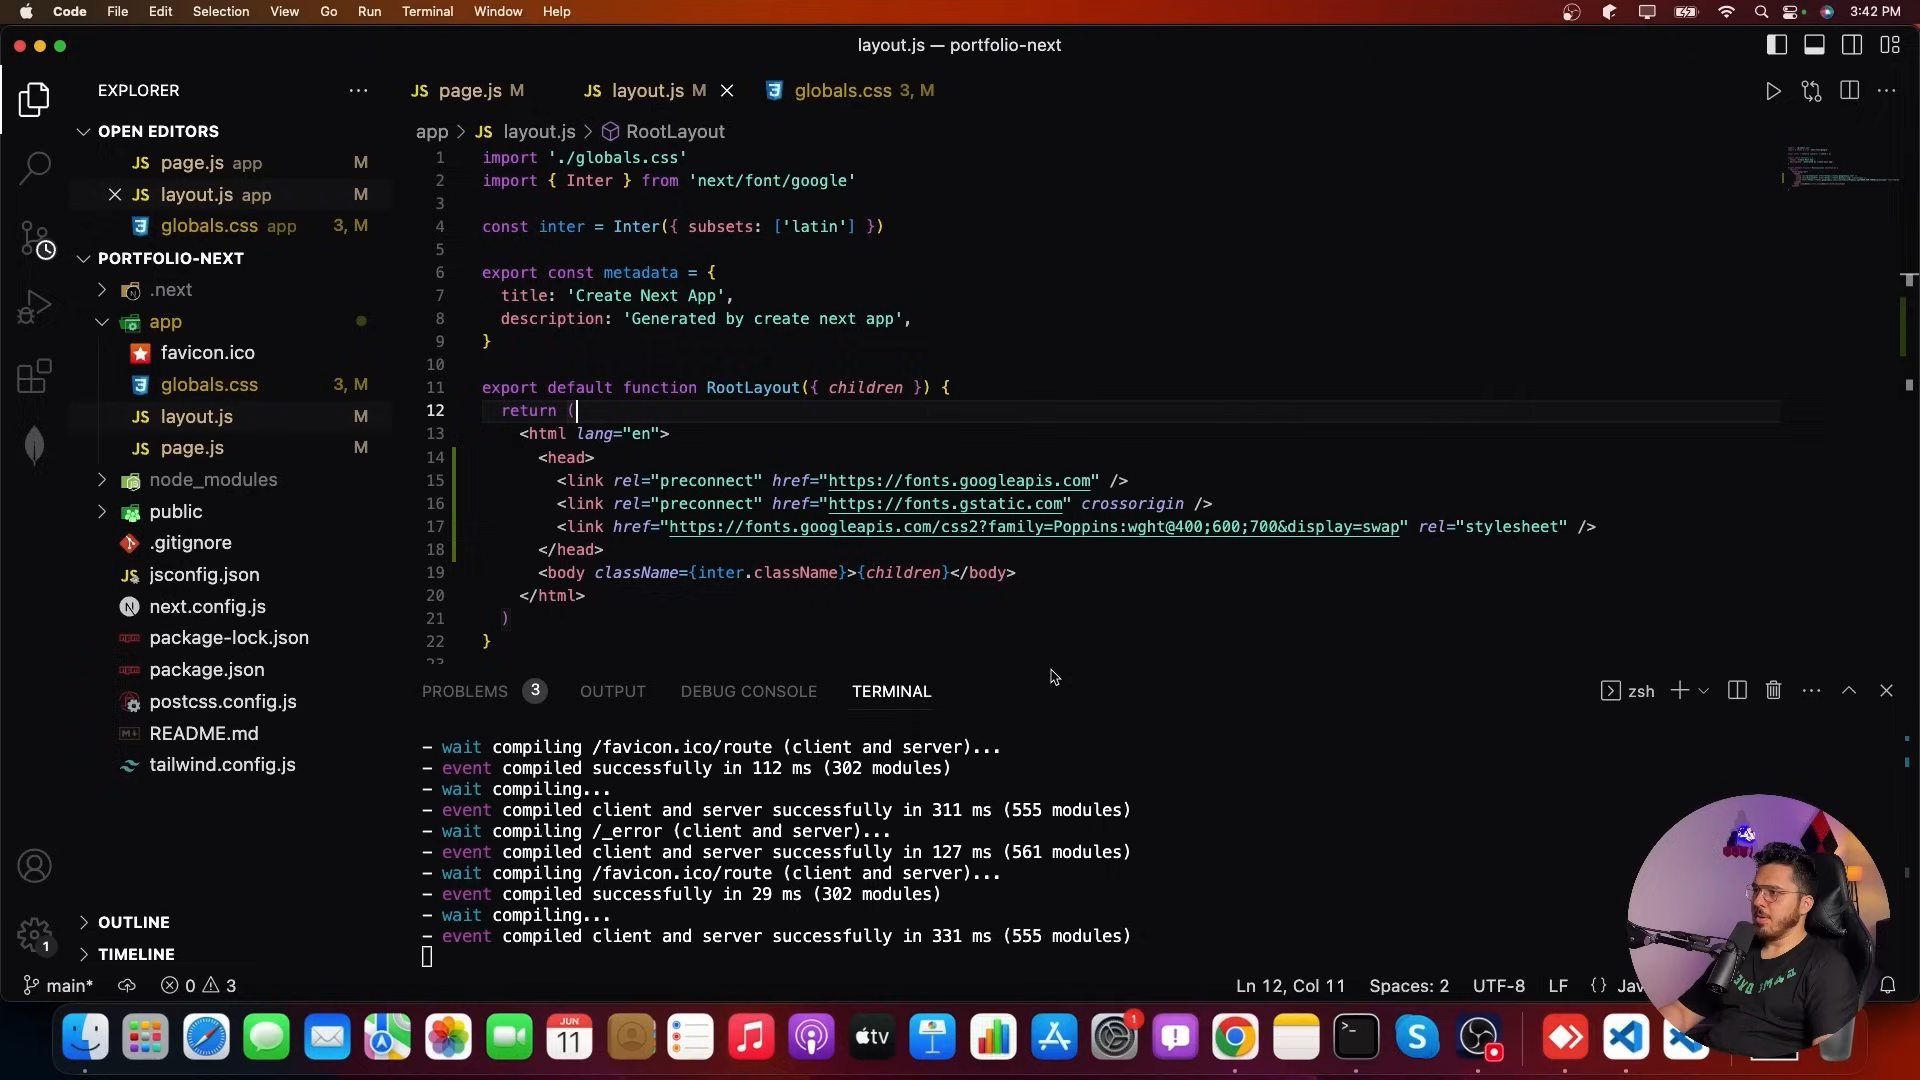 Code File Edit Selection View Go Run Terminal Window Help 3:42 PM
layout.js — portfolio-next
EXPLORER
OPEN EDITORS
JS page.js app M
JS layout.js app M
globals.css app 3, M
PORTFOLIO-NEXT
.next
app
favicon.ico
globals.css 3, M
JS layout.js M
JS page.js M
node_modules
public
.gitignore
JS jsconfig.json
next.config.js
package-lock.json
package.json
postcss.config.js
README.md
tailwind.config.js
OUTLINE
TIMELINE
JS page.js M JS layout.js M globals.css 3, M
app > JS layout.js > RootLayout
1 import './globals.css'
2 import { Inter } from 'next/font/google'
3
4 const inter = Inter({ subsets: ['latin'] })
5
6 export const metadata = {
7 title: 'Create Next App',
8 description: 'Generated by create next app',
9 }
10
11 export default function RootLayout({ children }) {
12 return (
13 <html lang="en">
14 <head>
15 <link rel="preconnect" href="https://fonts.googleapis.com" />
16 <link rel="preconnect" href="https://fonts.gstatic.com" crossorigin />
17 <link href="https://fonts.googleapis.com/css2?family=Poppins:wght@400;600;700&display=swap" rel="stylesheet" />
18 </head>
19 <body className={inter.className}>{children}</body>
20 </html>
21 )
22 }
23
PROBLEMS 3 OUTPUT DEBUG CONSOLE TERMINAL zsh
- wait compiling /favicon.ico/route (client and server)...
- event compiled successfully in 112 ms (302 modules)
- wait compiling...
- event compiled client and server successfully in 311 ms (555 modules)
- wait compiling /_error (client and server)...
- event compiled client and server successfully in 127 ms (561 modules)
- wait compiling /favicon.ico/route (client and server)...
- event compiled successfully in 29 ms (302 modules)
- wait compiling...
- event compiled client and server successfully in 331 ms (555 modules)
1
main* 0 3 Ln 12, Col 11 Spaces: 2 UTF-8 LF {}
JUN
11
tv
1